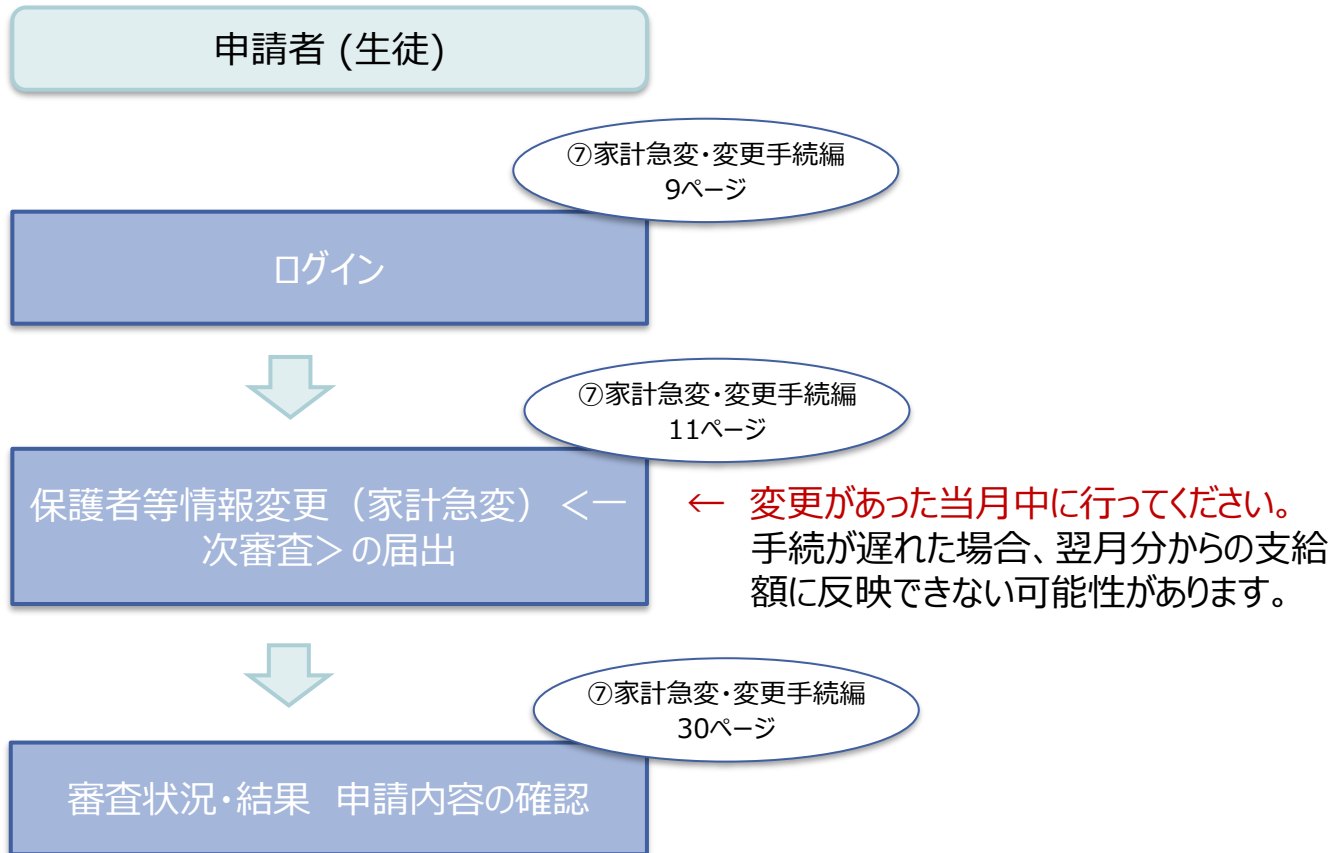 申請者 (生徒)
⑦家計急変・変更手続編
9ページ
ログイン
⑦家計急変・変更手続編
11ページ
保護者等情報変更（家計急変）＜一
次審査＞の届出
← 変更があった当月中に行ってください。
手続が遅れた場合、翌月分からの支給
額に反映できない可能性があります。
⑦家計急変・変更手続編
30ページ
審査状況・結果　申請内容の確認